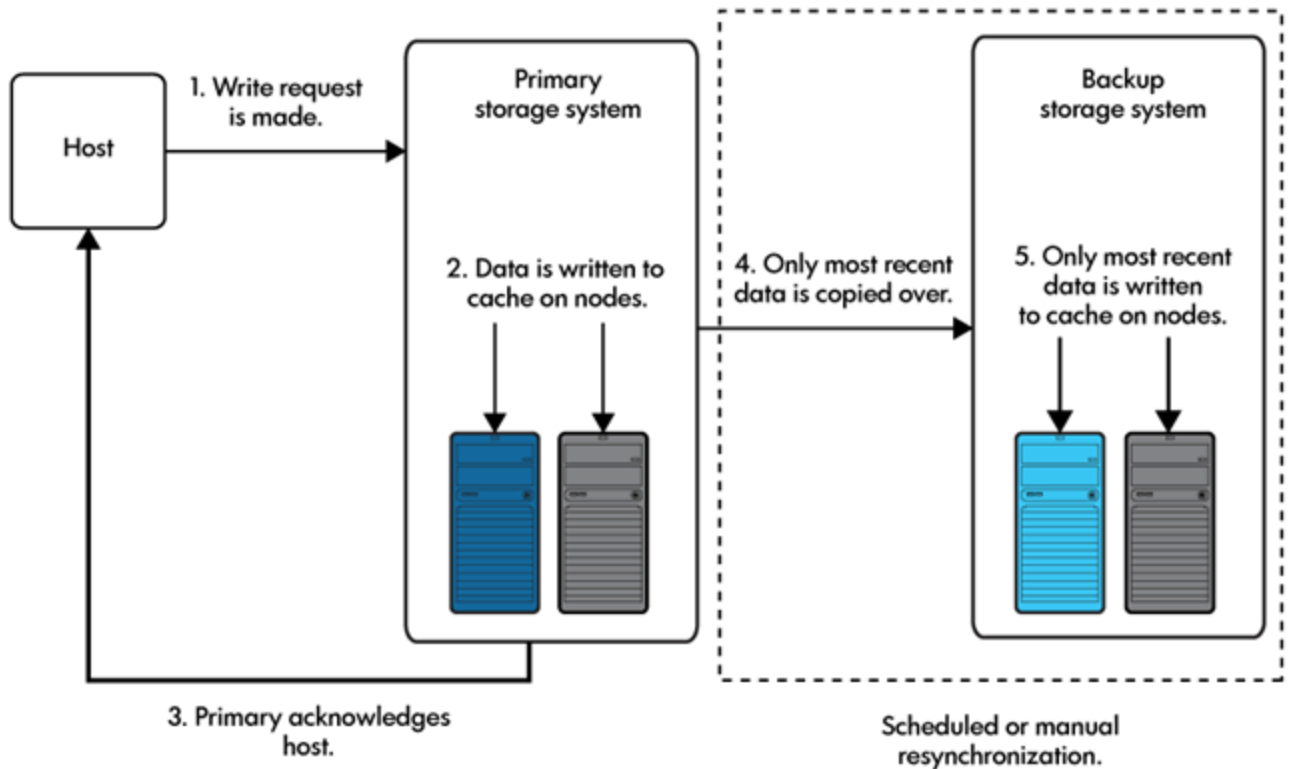 Host
1. Write request
is made.
Primary
storage system
2. Data is written to
cache on nodes.
3. Primary acknowledges
host.
4. Only most recent
data is copied over.
Backup
storage system
5. Only most recent
data is written
to cache on nodes.
Scheduled or manual
resynchronization.